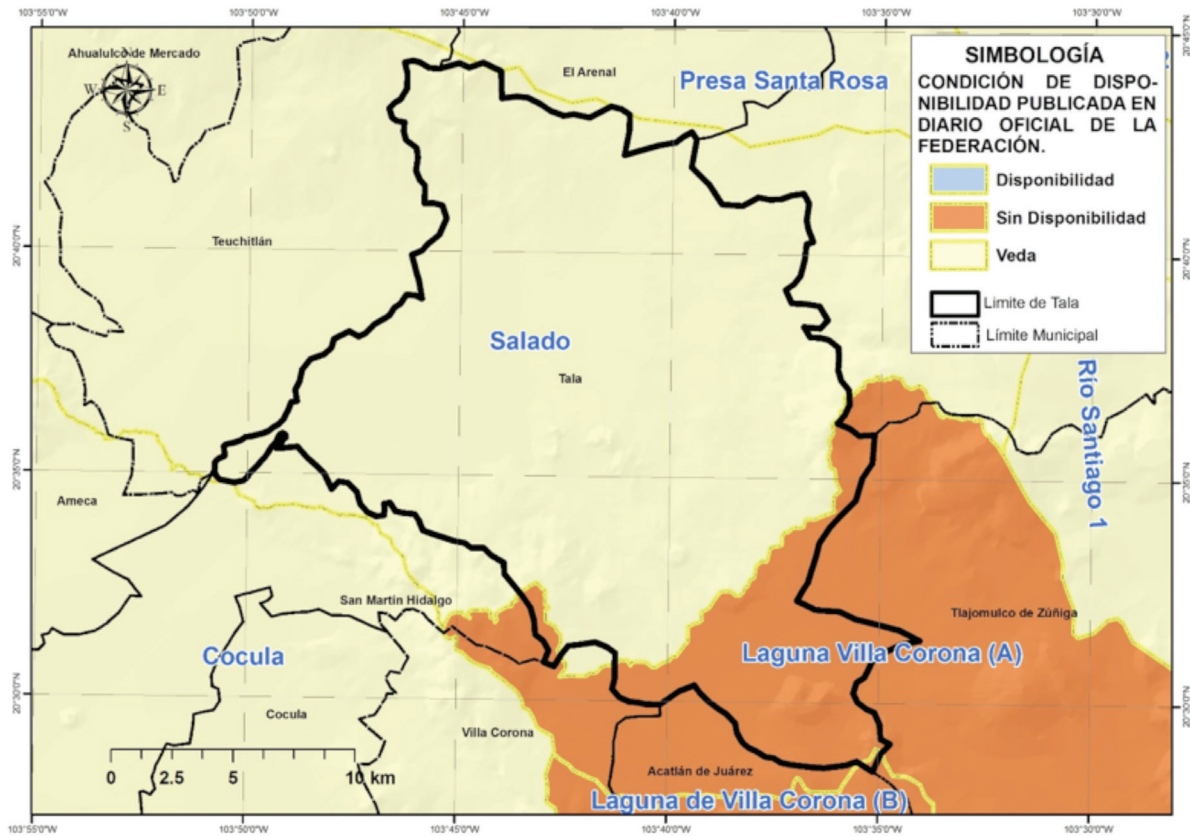 103°55'0"W 103°50'0"W 103°45'0"W 103°40'0"W 103°35'0"W 103°30'0"W
20°45'0"N
Ahualulco de Mercado
W E
S
El Arenal
Presa Santa Rosa
SIMBOLOGÍA
CONDICIÓN DE DISPO-
NIBILIDAD PUBLICADA EN
DIARIO OFICIAL DE LA
FEDERACIÓN.
Disponibilidad
Sin Disponibilidad
Veda
Limite de Tala
Límite Municipal
Teuchitlán
20°40'0"N 20°40'0"N
Salado
Tala
Río Santiago 1
20°35'0"N 20°35'0"N
Ameca
San Martín Hidalgo
Tlajomulco de Zúñiga
Cocula
Laguna Villa Corona (A)
20°30'0"N 20°30'0"N
Cocula
Villa Corona
Acatlán de Juárez
0 2.5 5 10 km
Laguna de Villa Corona (B)
103°55'0"W 103°50'0"W 103°45'0"W 103°40'0"W 103°35'0"W 103°30'0"W